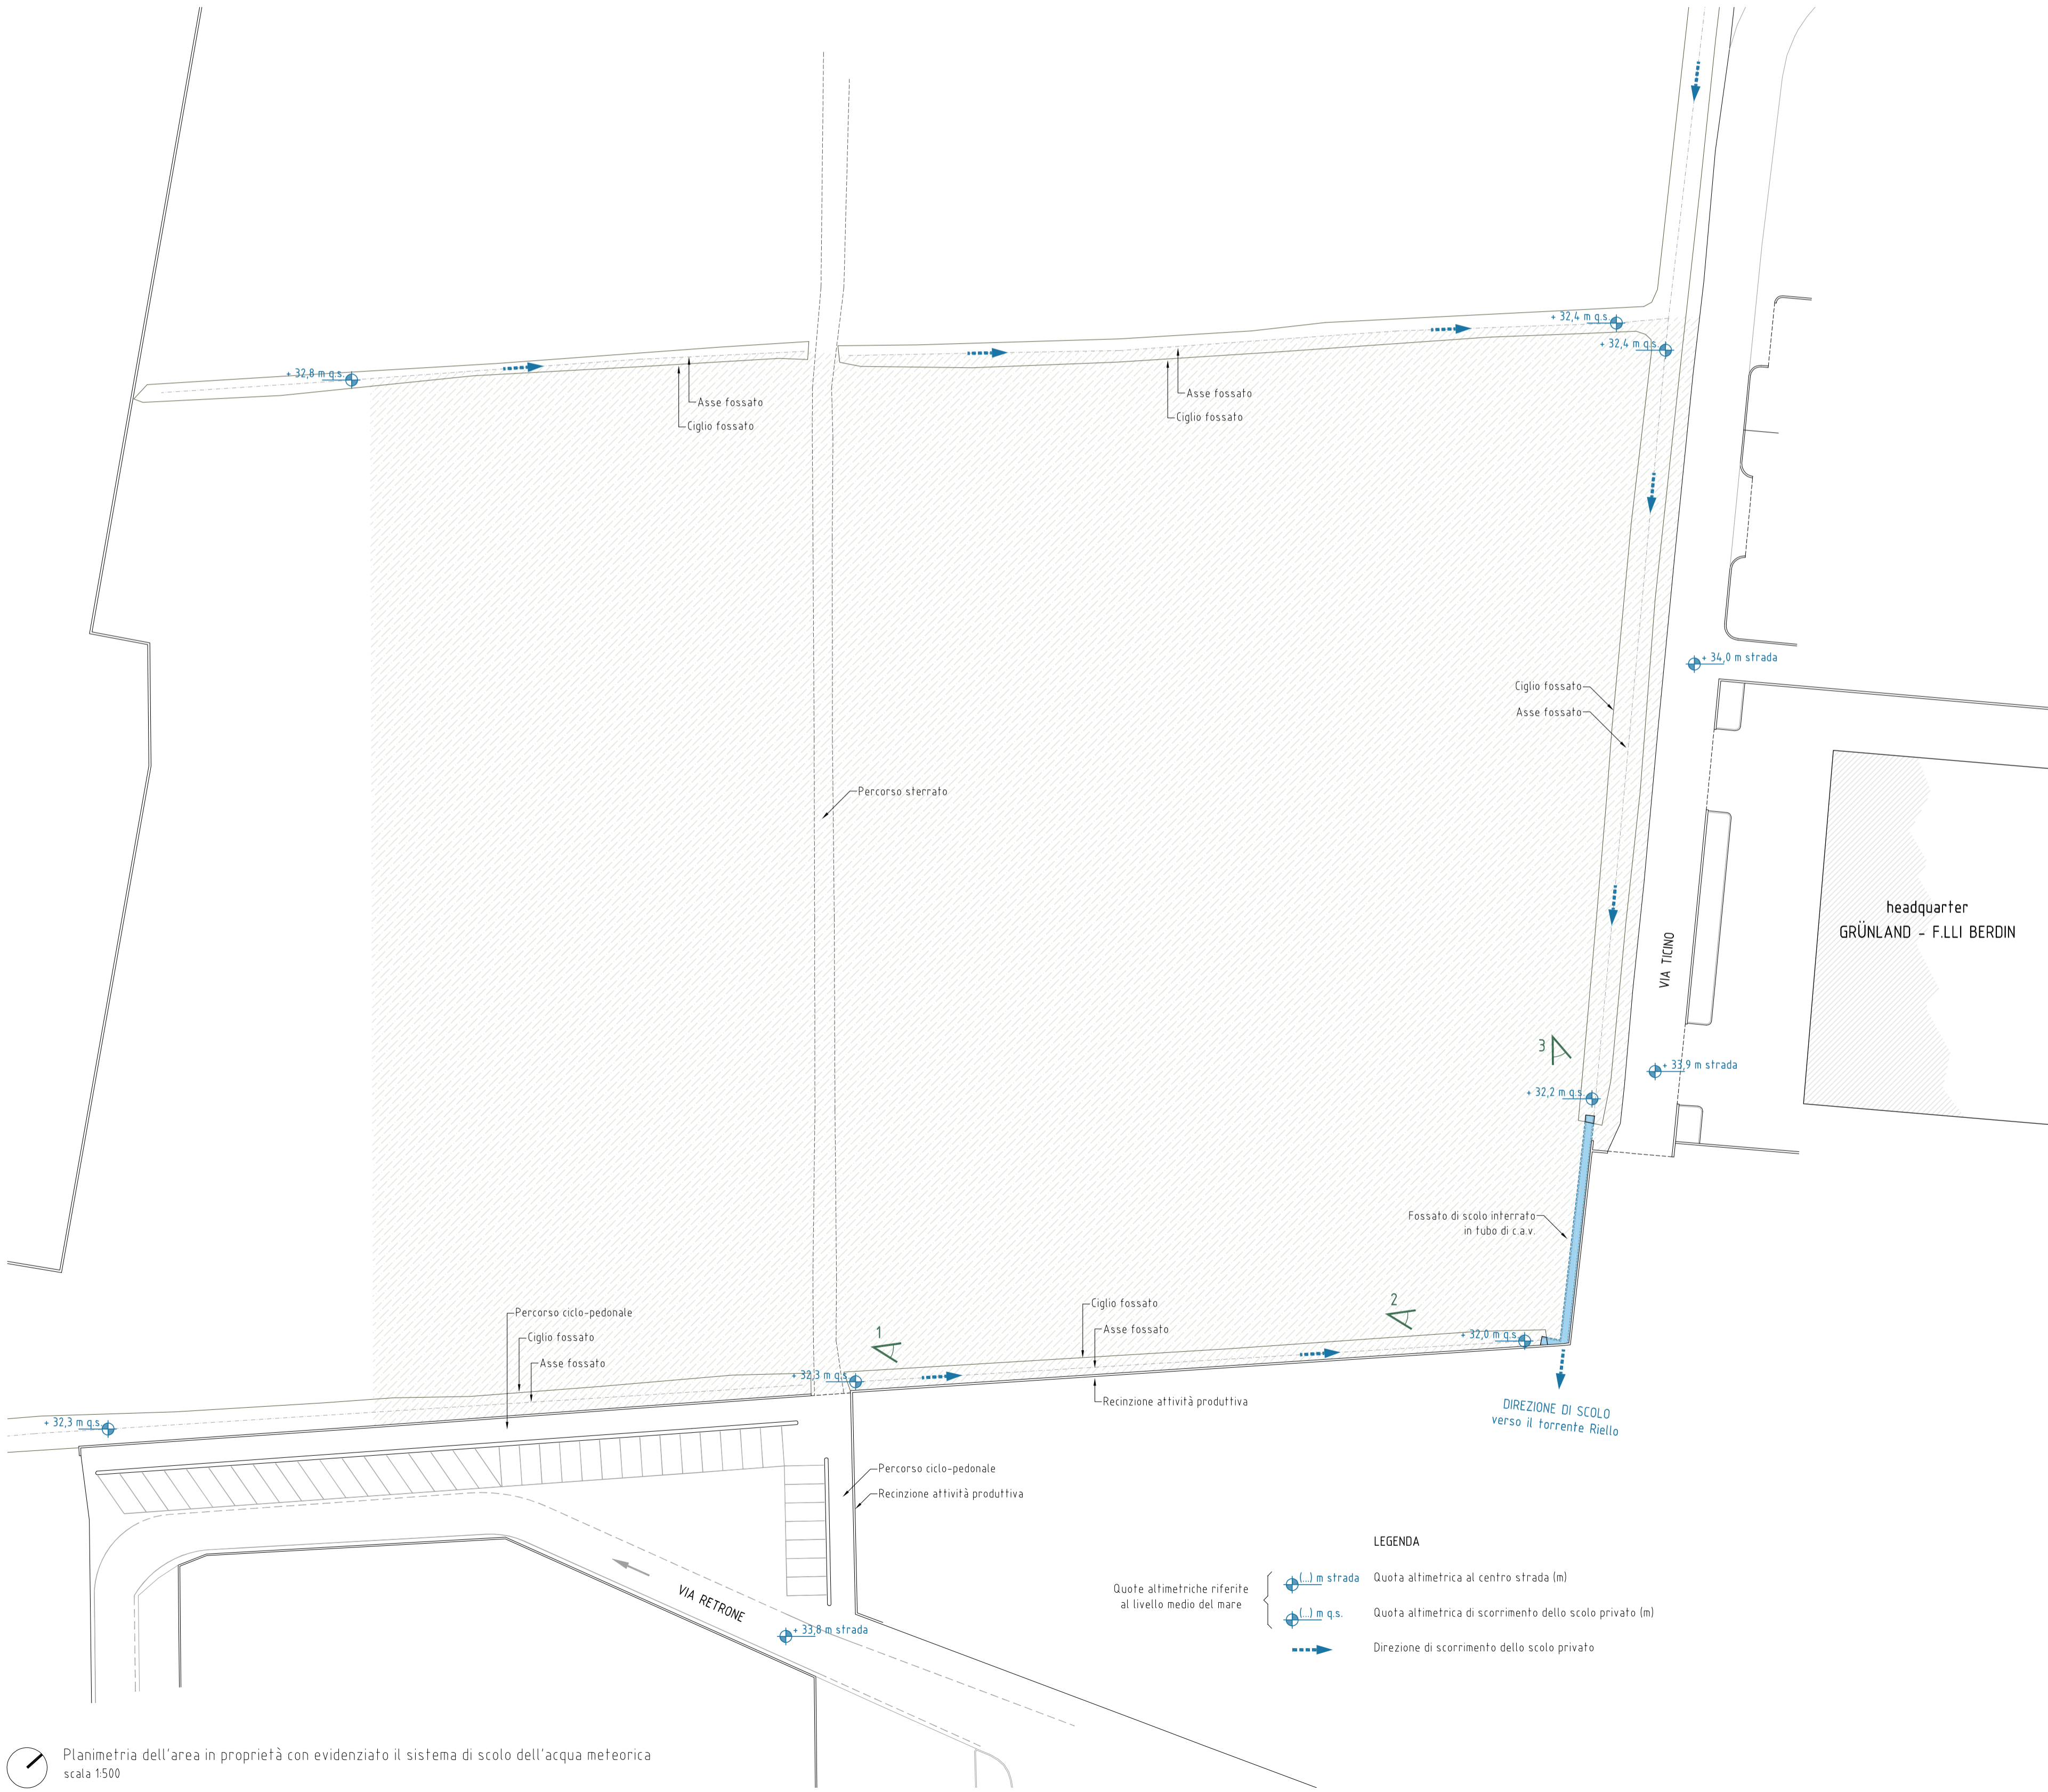 + 32,4 m q.s.
+ 32,4 m q.s.
+ 32,8 m q.s.
Asse fossato
Ciglio fossato
Asse fossato
Ciglio fossato
+ 34,0 m strada
Ciglio fossato
Asse fossato
Percorso sterrato
headquarter
GRÜNLAND - F.LLI BERDIN
VIA TICINO
3
+ 33,9 m strada
+ 32,2 m q.s.
Fossato di scolo interrato
in tubo di c.a.v.
Percorso ciclo-pedonale
Ciglio fossato
Asse fossato
1
2
Ciglio fossato
Asse fossato
+ 32,0 m q.s.
+ 32,3 m q.s.
Recinzione attività produttiva
DIREZIONE DI SCOLO
verso il torrente Riello
+ 32,3 m q.s.
Percorso ciclo-pedonale
Recinzione attività produttiva
VIA RETRONE
+ 33,8 m strada
LEGENDA
Quote altimetriche riferite
al livello medio del mare
(...) m strada
Quota altimetrica al centro strada (m)
(...) m q.s.
Quota altimetrica di scorrimento dello scolo privato (m)
Direzione di scorrimento dello scolo privato
Planimetria dell'area in proprietà con evidenziato il sistema di scolo dell'acqua meteorica
scala 1:500